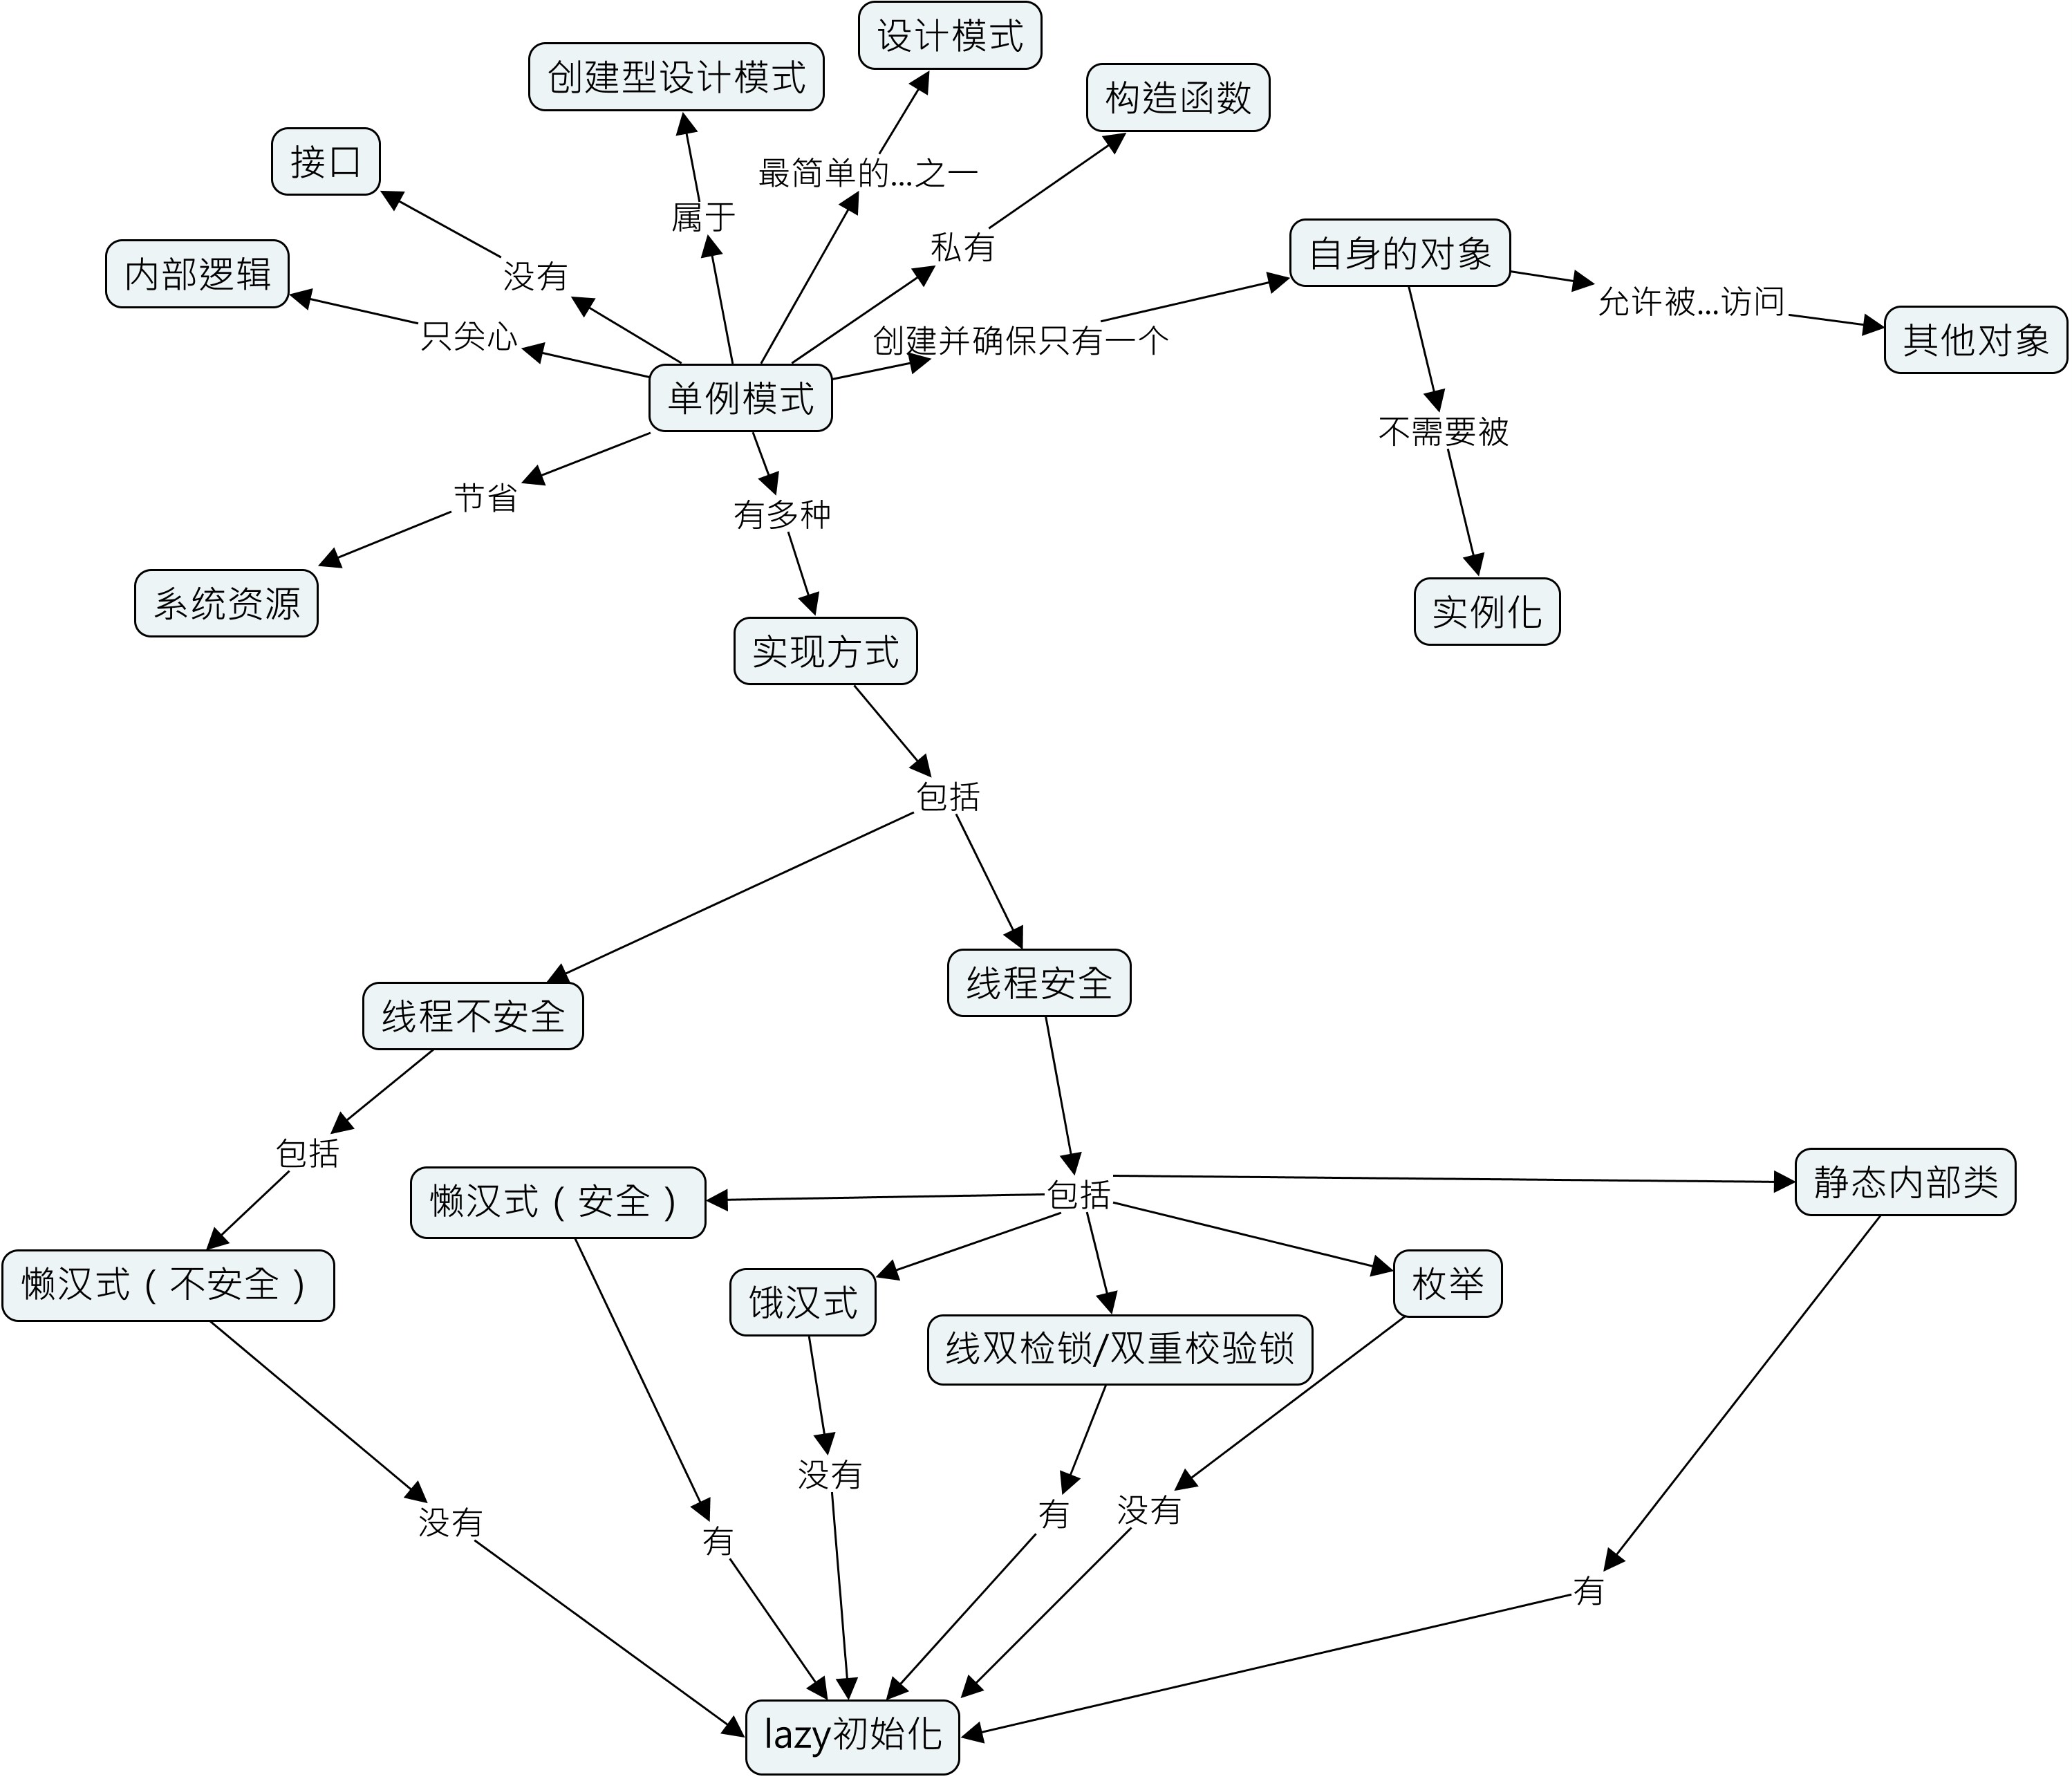 设计模式
创建型设计模式
构造函数
接口
最简单的...之一
属于
私有
自身的对象
内部逻辑
没有
允许被...访问
只关心
创建并确保只有一个
其他对象
单例模式
不需要被
节省
有多种
系统资源
实例化
实现方式
包括
线程安全
线程不安全
包括
静态内部类
懒汉式（安全）
包括
懒汉式（不安全）
枚举
饿汉式
线双检锁/双重校验锁
没有
没有
有
没有
有
有
lazy初始化